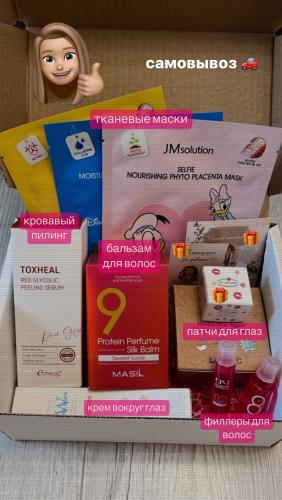 самовывоз
тканевые маски
JMsolution
SELFIE
NOURISHING PHYTO PLACENTA MASK
MOISTU
кровавый
пилинг
бальзам
для волос
TOXHEAL
RED GLYCOLIC
PEELING SERUM
9
Protein Perfume
Silk Balm
Sweet Love
MASIL
патчи для глаз
крем вокруг глаз
филлеры для
волос